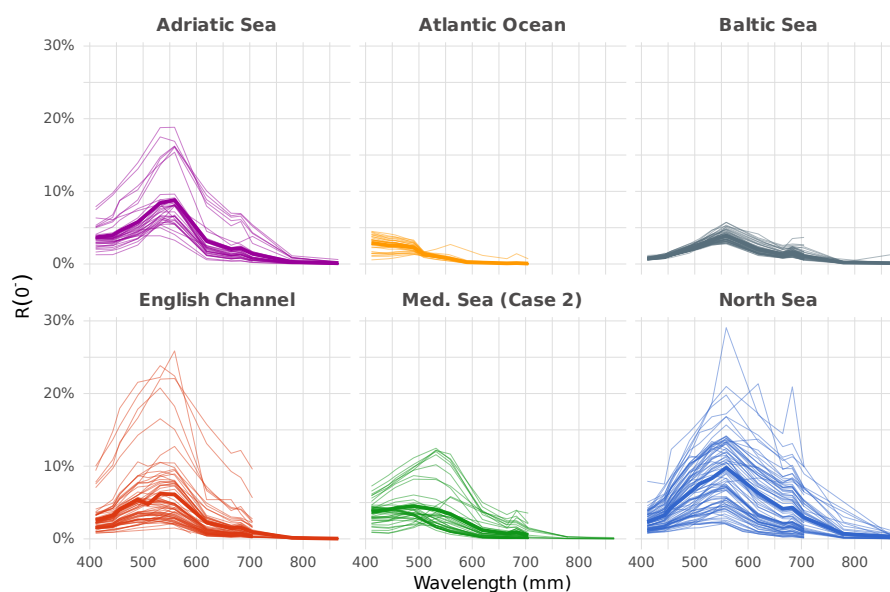 Adriatic Sea Atlantic Ocean Baltic Sea
30%
20%
10%
0%
English Channel Med. Sea (Case 2) North Sea
30%
20%
10%
0%
400 500 600 700 800 400 500 600 700 800 400 500 600 700 800
Wavelength (mm)
R(0⁻)